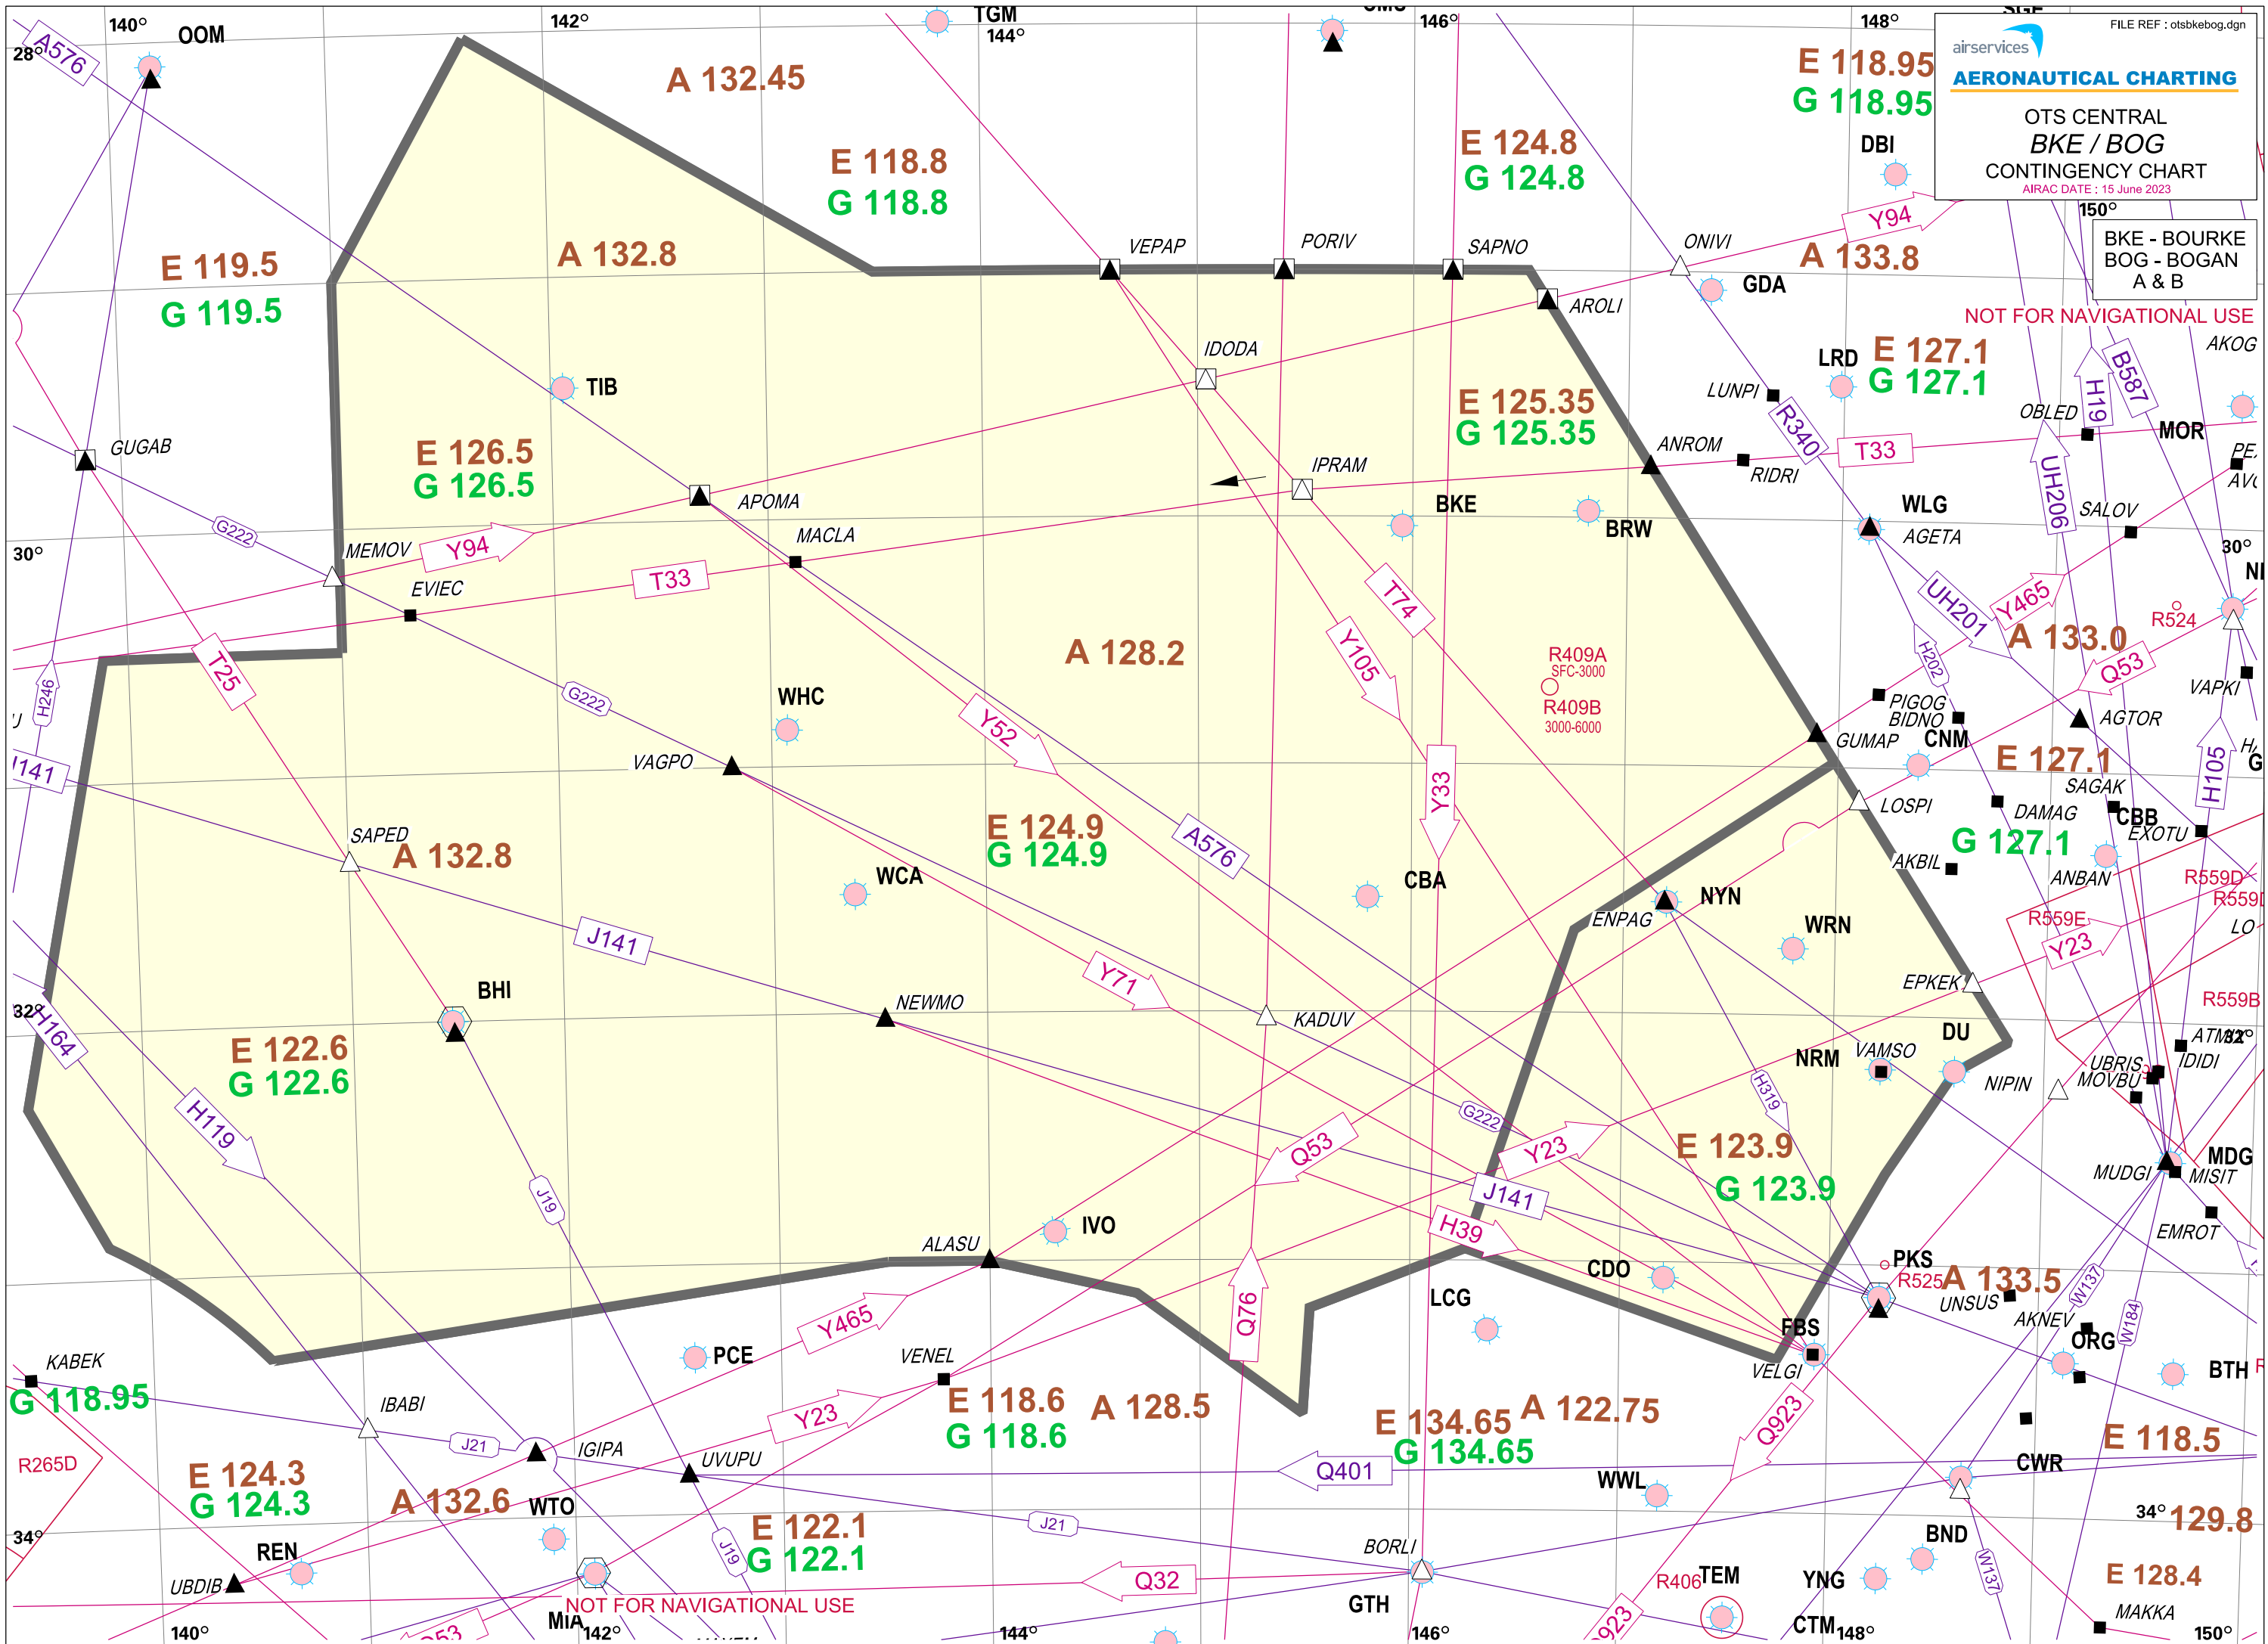 140°
142°
TGM
144°
146°
148°
28°
OOM
A576
A 132.45
E 118.95
G 118.95
airservices
FILE REF : otsbkebog.dgn
AERONAUTICAL CHARTING
OTS CENTRAL
BKE / BOG
CONTINGENCY CHART
AIRAC DATE : 15 June 2023
E 118.8
G 118.8
E 124.8
G 124.8
DBI
150°
Y94
BKE - BOURKE
BOG - BOGAN
A & B
E 119.5
G 119.5
A 132.8
VEPAP
PORIV
SAPNO
ONIVI
A 133.8
GDA
AROLI
NOT FOR NAVIGATIONAL USE
AKOG
IDODA
LRD
E 127.1
G 127.1
B587
H19
TIB
E 125.35
G 125.35
LUNPI
R340
OBLED
MOR
GUGAB
E 126.5
G 126.5
APOMA
IPRAM
ANROM
RIDRI
T33
UH206
BKE
BRW
WLG
AGETA
SALOV
G222
MACLA
30°
30°
MEMOV
Y94
EVIEC
T33
T74
UH201
Y465
R524
A 133.0
H202
Q53
T25
A 128.2
Y105
R409A
SFC-3000
R409B
3000-6000
H246
WHC
G222
Y52
PIGOG
BIDNO
CNM
AGTOR
VAPKI
VAGPO
GUMAP
E 127.1
H105
Y33
SAGAK
DAMAG
CBB
EXOTU
LOSPI
G 127.1
SAPED
A 132.8
E 124.9
G 124.9
A576
WCA
CBA
AKBIL
ANBAN
R559D
R559E
NYN
ENPAG
WRN
Y23
LO
J141
Y71
EPKEK
BHI
R559B
NEWMO
KADUV
32°
32°
H164
E 122.6
G 122.6
DU
NRM
VAMSO
NIPIN
UBRIS
MOVBU
IDIDI
H119
H319
G222
Q53
Y23
E 123.9
G 123.9
MUDGI
MDG
MISIT
J19
J141
H39
EMROT
IVO
ALASU
PKS
R525
A 133.5
CDO
UNSUS
W137
AKNEV
W184
Y465
Q76
LCG
FBS
ORG
BTH
KABEK
PCE
VENEL
VELGI
G 118.95
IBABI
Y23
E 118.6
G 118.6
A 128.5
E 134.65
G 134.65
A 122.75
Q923
J21
IGIPA
UVUPU
Q401
E 118.5
CWR
R265D
E 124.3
G 124.3
A 132.6
WTO
WWL
E 122.1
G 122.1
J21
34°
34°
129.8
REN
J19
BORLI
BND
UBDIB
Q32
R406
TEM
YNG
W137
E 128.4
NOT FOR NAVIGATIONAL USE
MIA
GTH
CTM
MAKKA
140°
142°
144°
146°
148°
150°